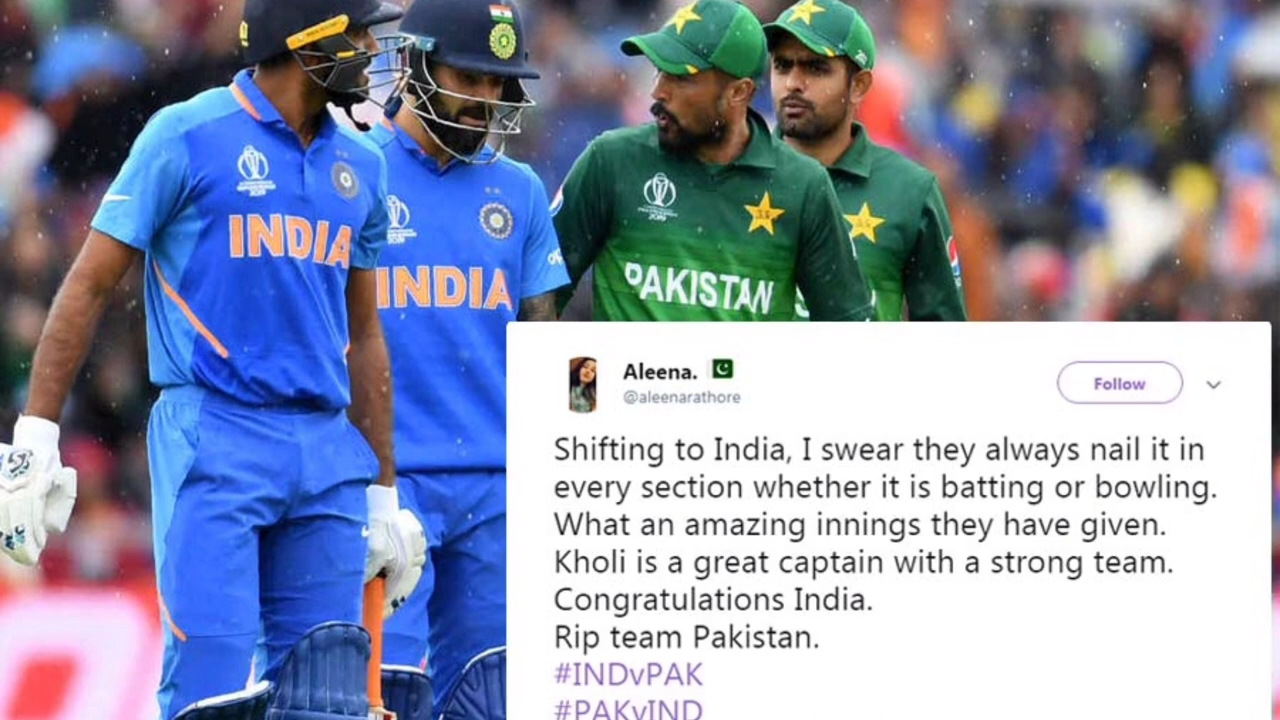 INDIA
INDIA
PAKISTAN
2019
Aleena.
@aleenarathore
Follow
Shifting to India, I swear they always nail it in
every section whether it is batting or bowling.
What an amazing innings they have given.
Kholi is a great captain with a strong team.
Congratulations India.
Rip team Pakistan.
#INDvPAK
#PAKvIND